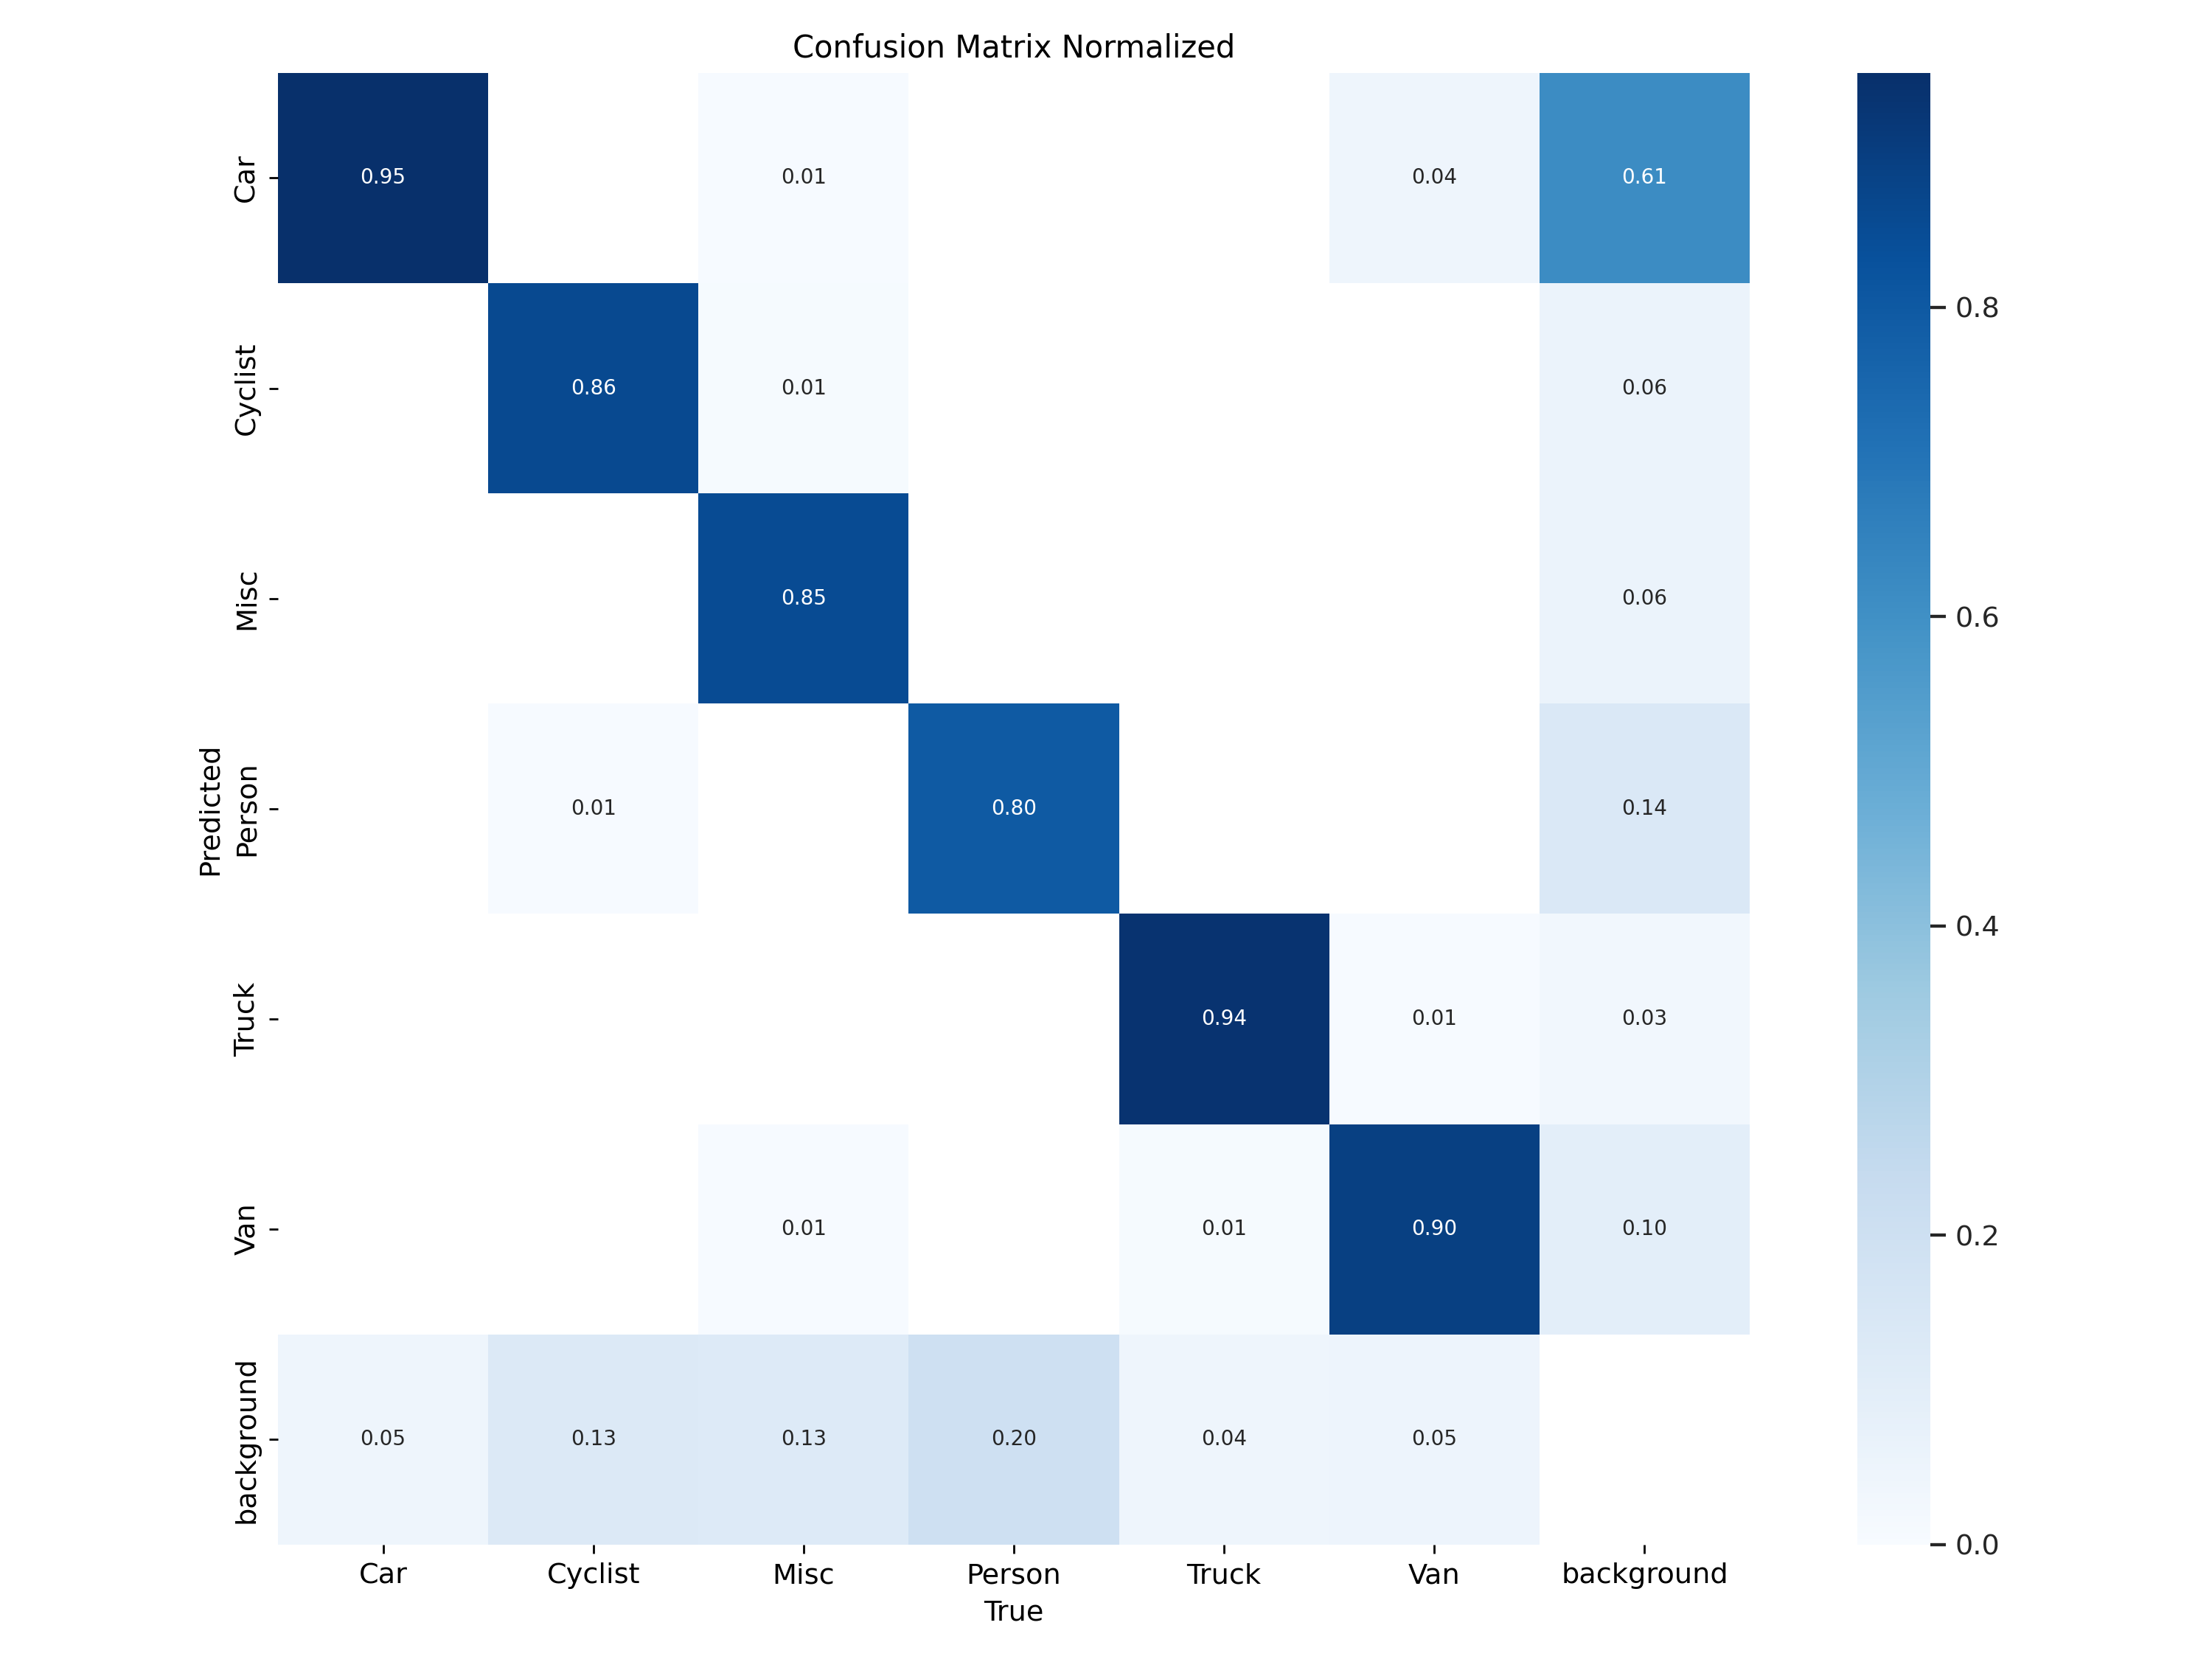 Confusion Matrix Normalized
Car
0.95
0.01
0.04
0.61
0.8
Cyclist
0.86
0.01
0.06
Misc
0.85
0.06
0.6
Predicted
Person
0.01
0.80
0.14
0.4
Truck
0.94
0.01
0.03
Van
0.01
0.01
0.90
0.10
0.2
background
0.05
0.13
0.13
0.20
0.04
0.05
0.0
Car Cyclist Misc Person Truck Van background
True